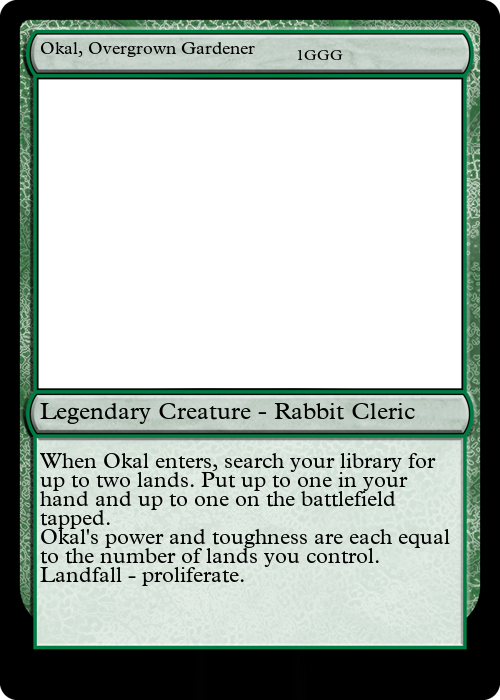 Okal, Overgrown Gardener 1GGG
Legendary Creature - Rabbit Cleric
When Okal enters, search your library for
up to two lands. Put up to one in your
hand and up to one on the battlefield
tapped.
Okal's power and toughness are each equal
to the number of lands you control.
Landfall - proliferate.